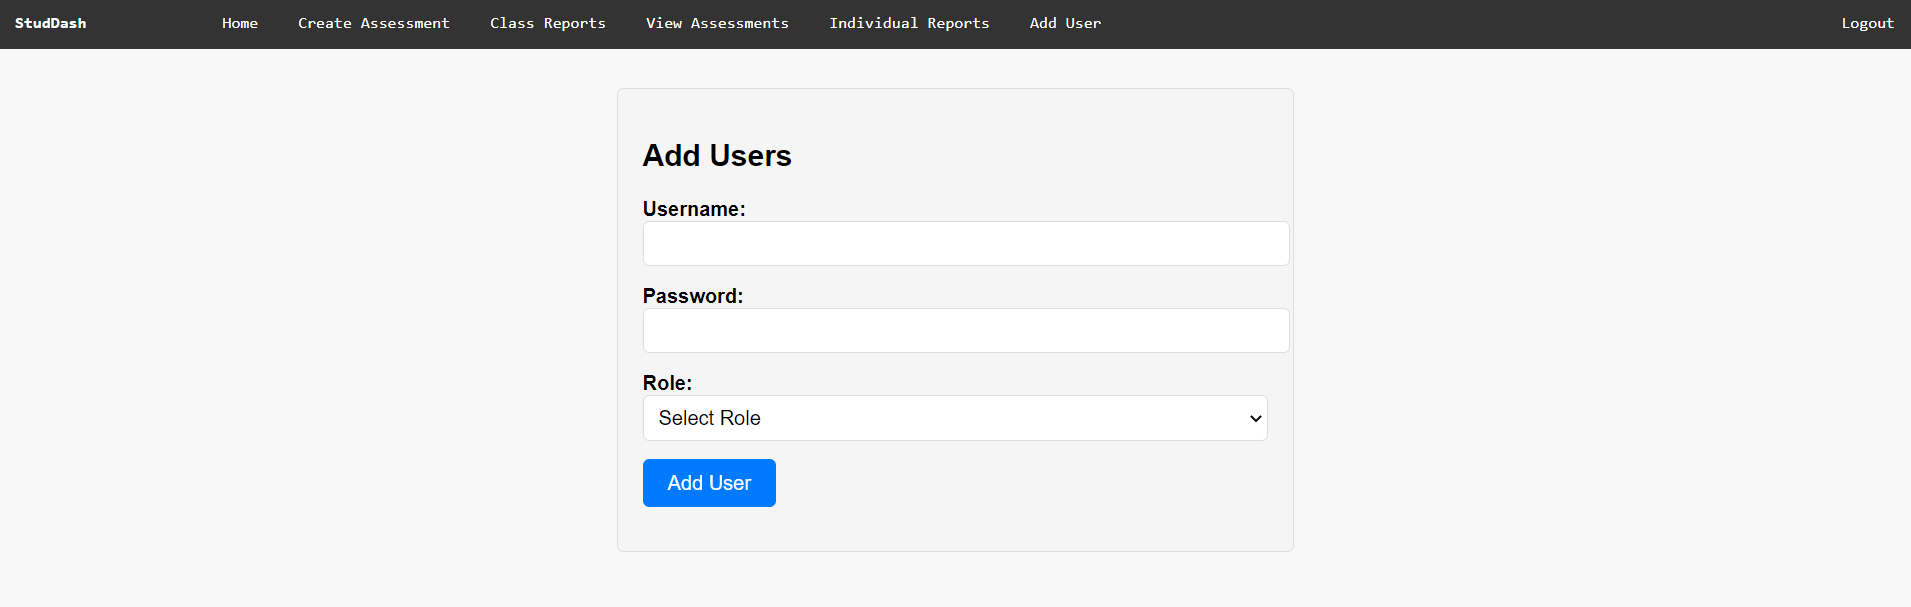 StudDash Home Create Assessment Class Reports View Assessments Individual Reports Add User Logout
Add Users
Username:
Password:
Role:
Select Role
Add User